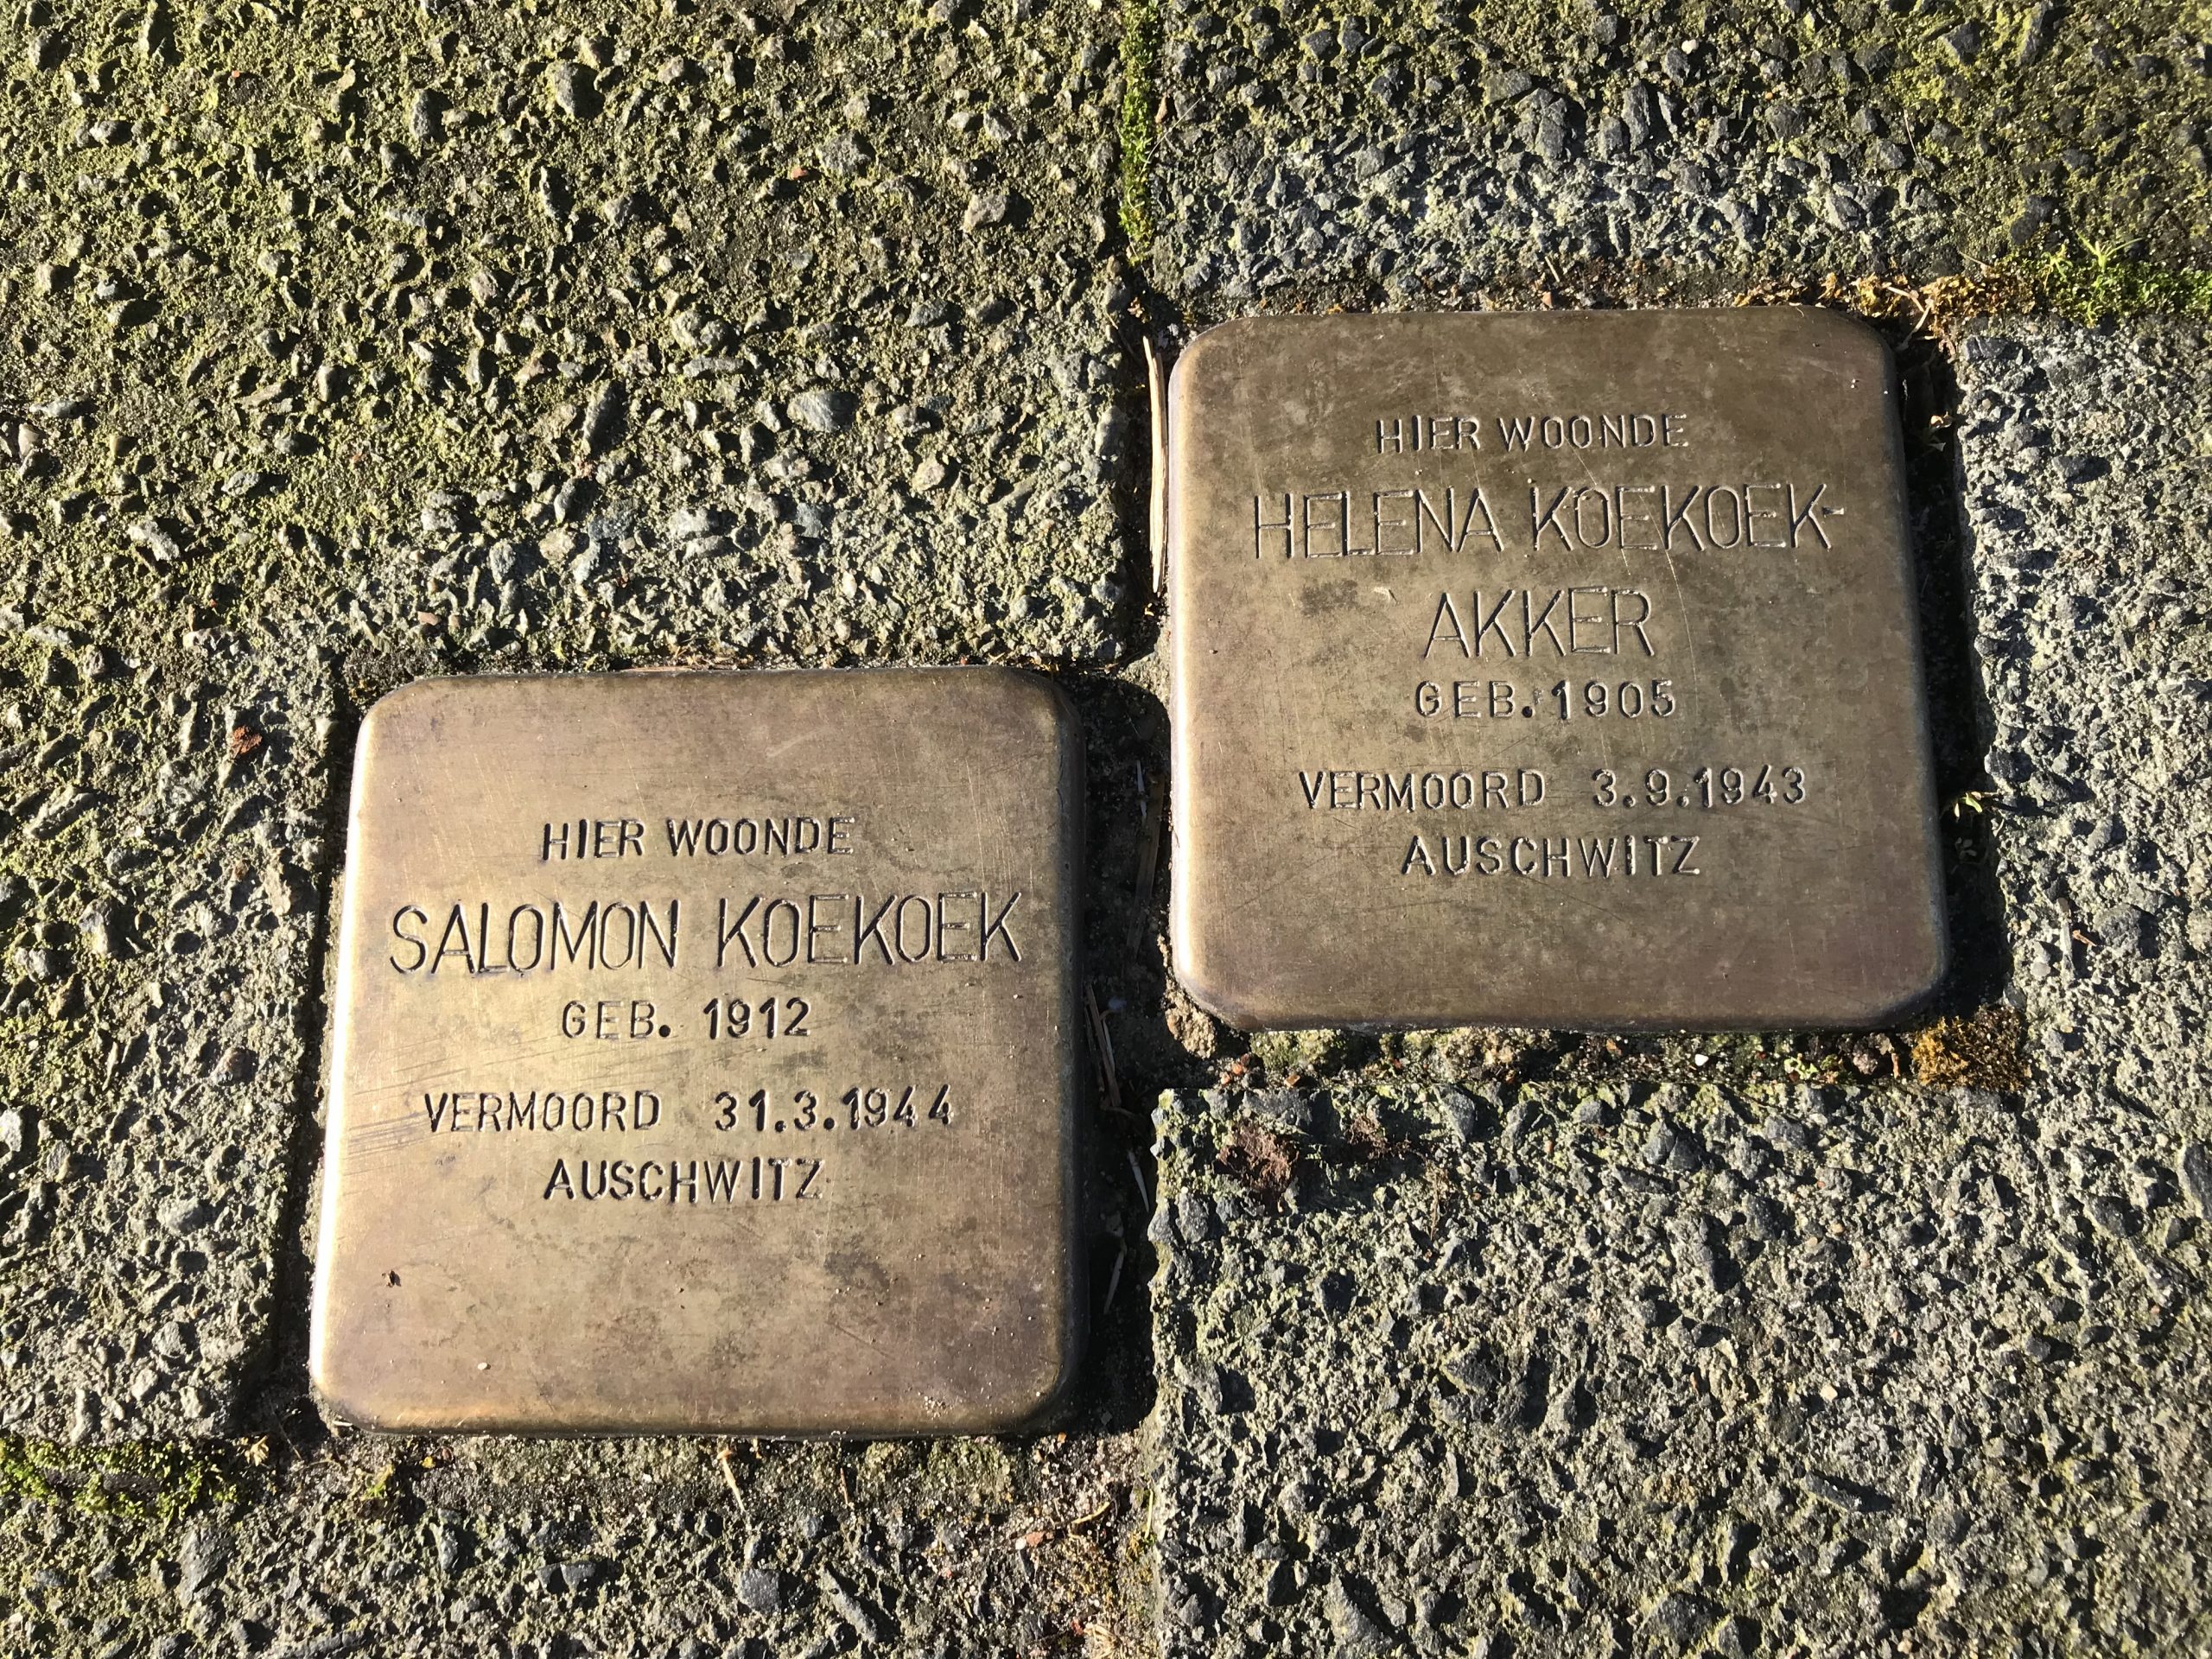 HIER WOONDE
SALOMON KOEKOEK
GEB. 1912
VERMOORD 31.3.1944
AUSCHWITZ
HIER WOONDE
HELENA KOEKOEK-
AKKER
GEB. 1905
VERMOORD 3.9.1943
AUSCHWITZ